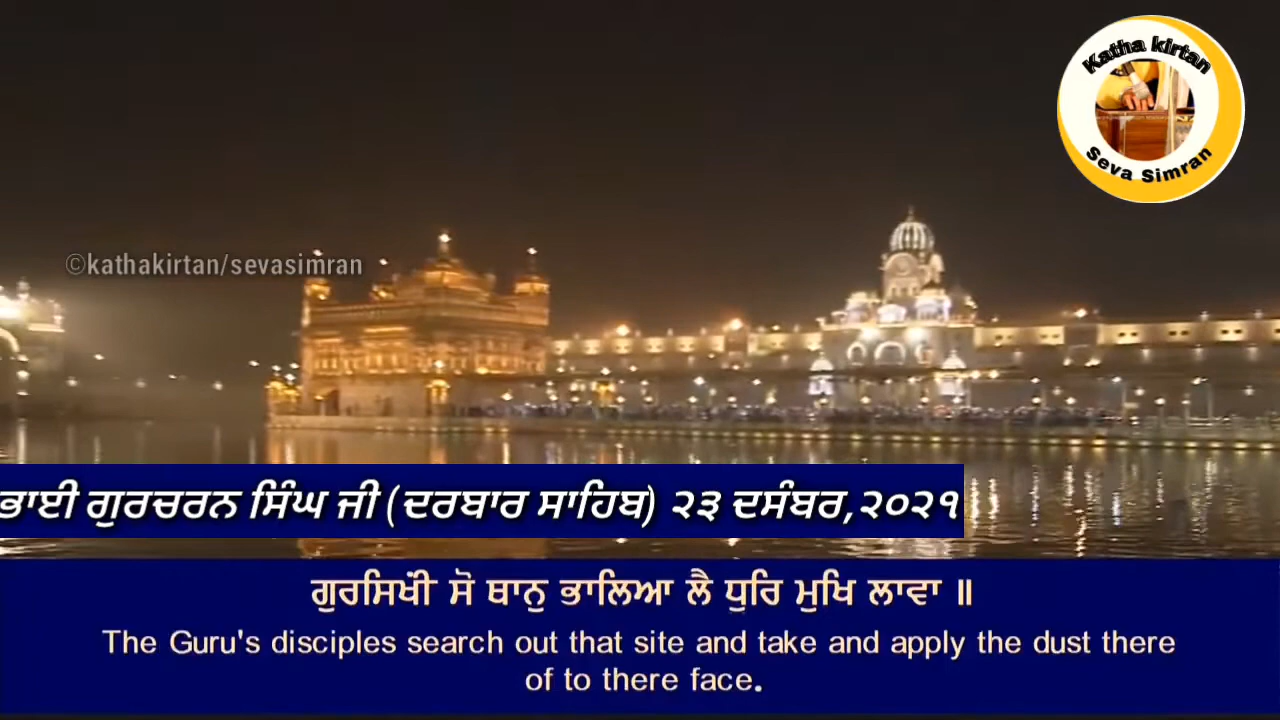 Katha kirtan
Seva Simran
©kathakirtan/sevasimran
ਭਾਈ ਗੁਰਚਰਨ ਸਿੰਘ ਜੀ (ਦਰਬਾਰ ਸਾਹਿਬ) ੨੩ ਦਸੰਬਰ,੨੦੨੧
ਗੁਰਸਿਖੀਂ ਸੋ ਥਾਨੁ ਭਾਲਿਆ ਲੈ ਧੁਰਿ ਮੁਖਿ ਲਾਵਾ ॥
The Guru's disciples search out that site and take and apply the dust there
of to there face.